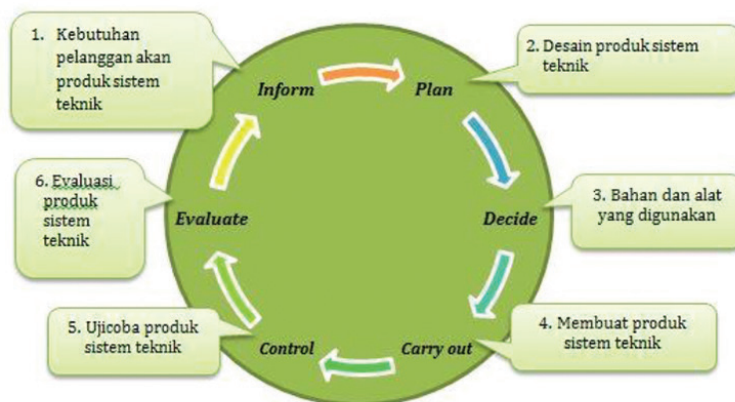 1. Kebutuhan
pelanggan akan
produk sistem
teknik
Inform
Plan
2. Desain produk sistem
teknik
6. Evaluasi
produk
sistem
teknik
Evaluate
Decide
3. Bahan dan alat
yang digunakan
5. Ujicoba produk
sistem teknik
Control
Carry out
4. Membuat produk
sistem teknik